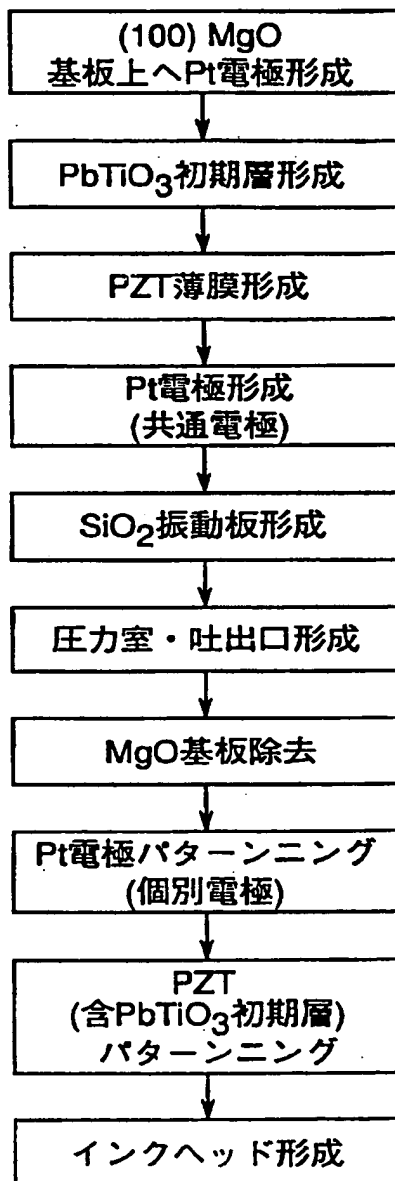 (100) MgO
基板上へPt電極形成
PbTiO3初期層形成
PZT薄膜形成
Pt電極形成
(共通電極)
SiO2振動板形成
圧力室・吐出口形成
MgO基板除去
Pt電極パターンニング
(個別電極)
PZT
(含PbTiO3初期層)
パターンニング
インクヘッド形成